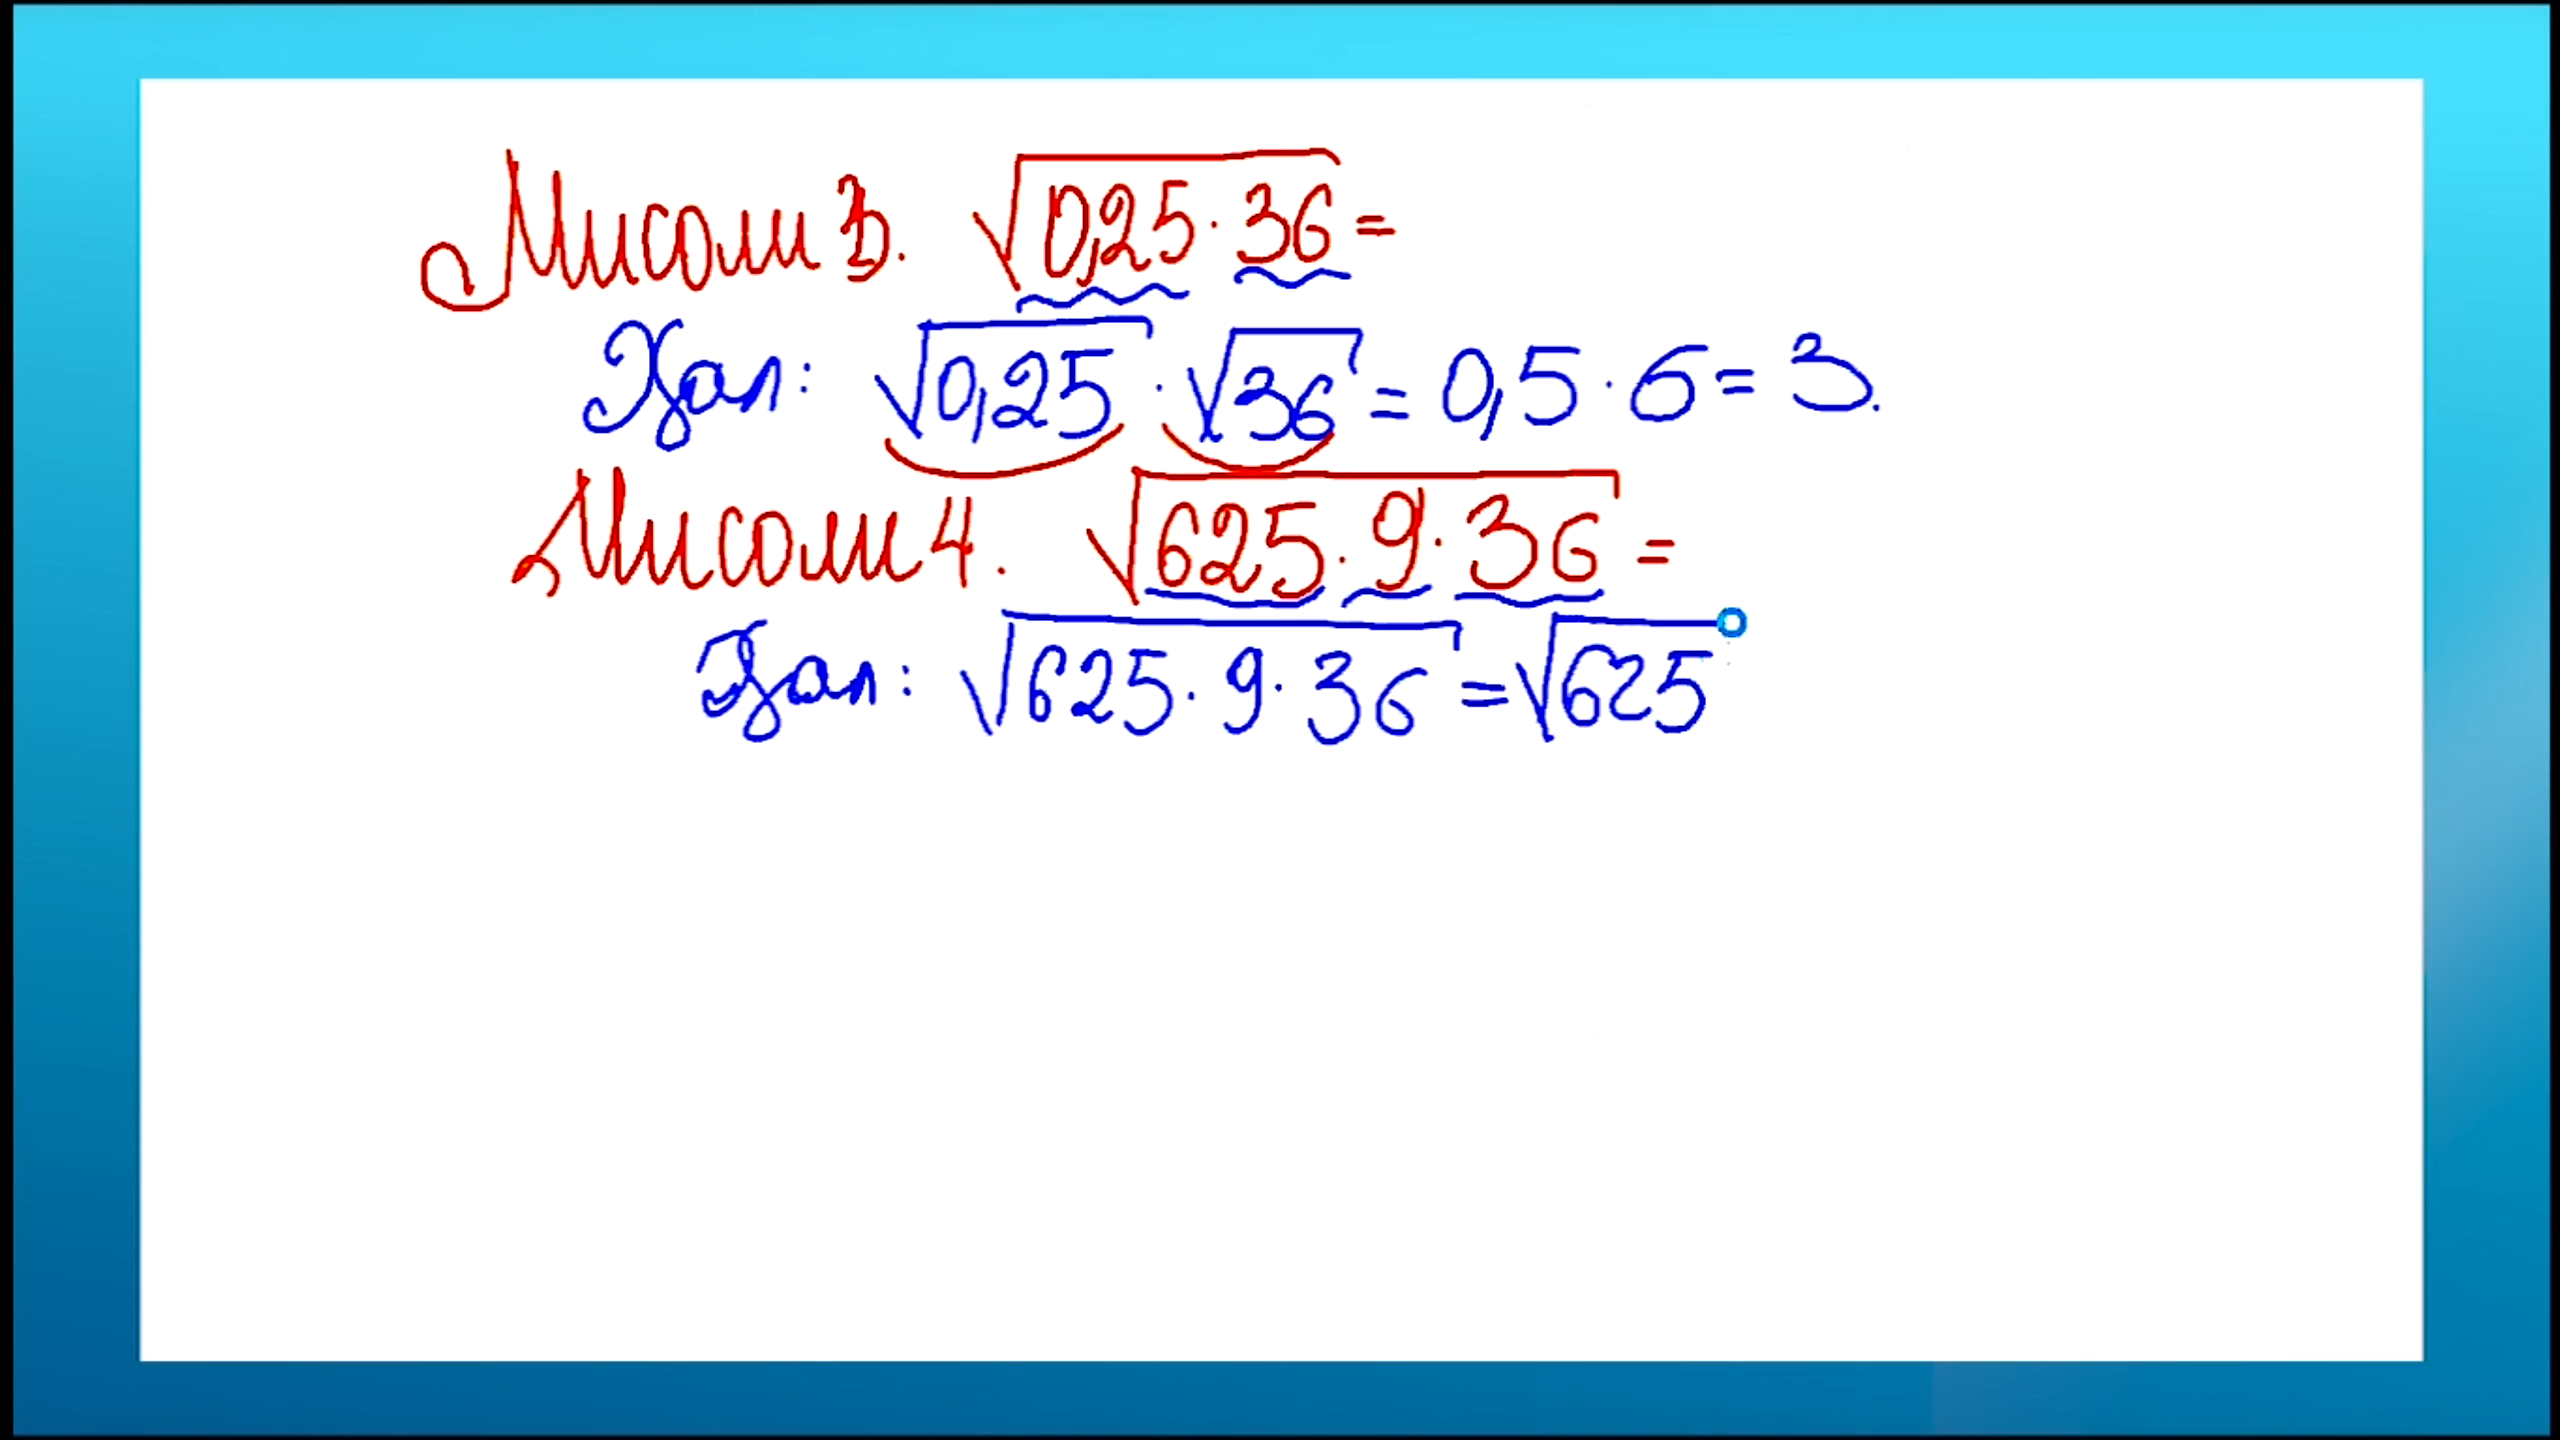 Мисоли 3. √0,25·36 =
Ҳал: √0,25 · √36 = 0,5 · 6 = 3.
Мисоли 4. √625·9·36 =
Ҳал: √625·9·36 = √625